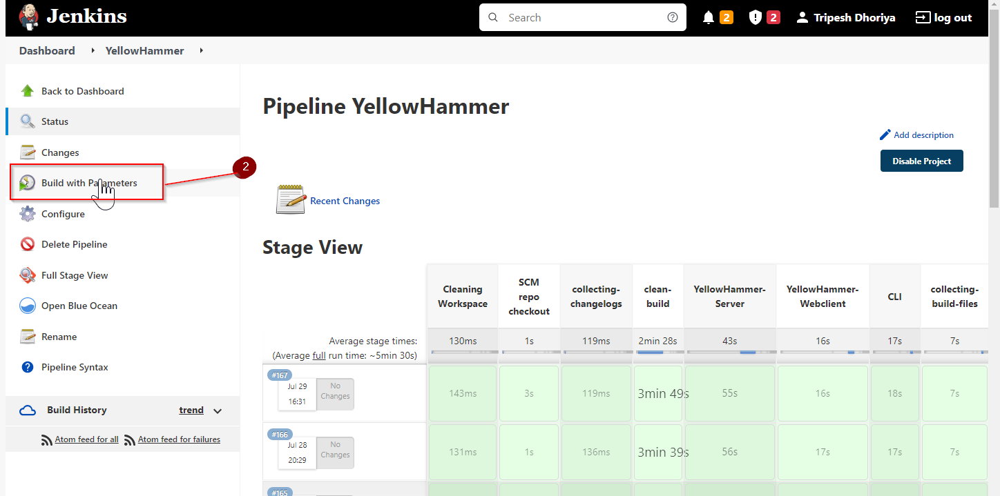 Jenkins
Search
2
2
Tripesh Dhoriya
log out
Dashboard
YellowHammer
Back to Dashboard
Status
Changes
Build with Parameters
2
Configure
Delete Pipeline
Full Stage View
Open Blue Ocean
Rename
Pipeline Syntax
Build History
trend
Atom feed for all
Atom feed for failures
Pipeline YellowHammer
Add description
Disable Project
Recent Changes
Stage View
Cleaning
Workspace
SCM
repo
checkout
collecting-
changelogs
clean-
build
YellowHammer-
Server
YellowHammer-
Webclient
CLI
collecting-
build-files
Average stage times:
(Average full run time: ~5min 30s)
130ms
1s
119ms
2min 28s
43s
16s
17s
7s
#167
Jul 29
16:31
No
Changes
143ms
3s
119ms
3min 49s
55s
16s
18s
7s
#166
Jul 28
20:29
No
Changes
131ms
1s
136ms
3min 39s
56s
17s
17s
7s
#165